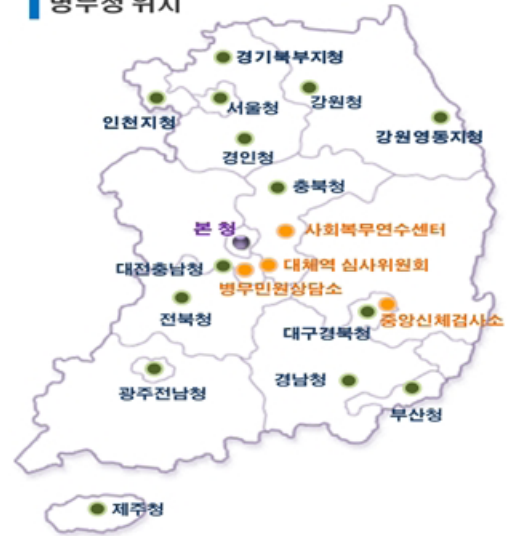 병무청 위치
경기북부지청
서울청
강원청
인천지청
강원영동지청
경인청
충북청
본 청
사회복무연수센터
대전충남청
대체역 심사위원회
병무민원상담소
전북청
중앙신체검사소
대구경북청
경남청
광주전남청
부산청
제주청